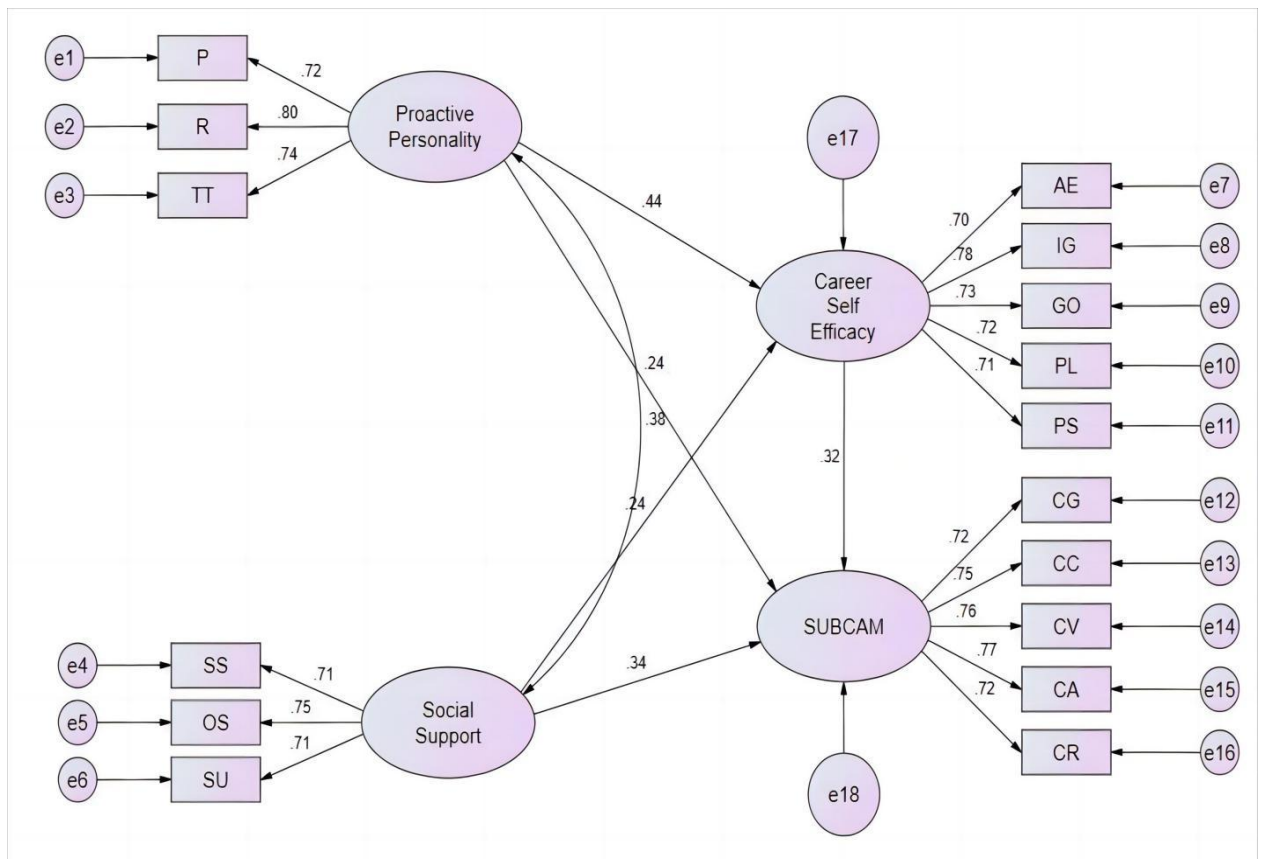 e1
P
.72
e2
R
.80
e3
TT
.74
Proactive
Personality
e17
.44
AE
e7
.70
IG
e8
.78
Career
Self
Efficacy
GO
e9
.73
PL
e10
.72
PS
e11
.71
.24
.38
.32
.24
CG
e12
.72
CC
e13
.75
SUBCAM
CV
e14
.76
CA
e15
.77
CR
e16
.72
e4
SS
.71
e5
OS
.75
e6
SU
.71
Social
Support
.34
e18